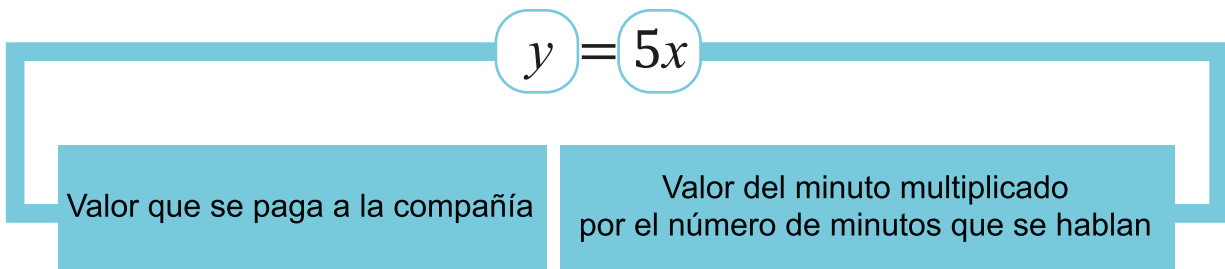 y = 5x
Valor que se paga a la compañía
Valor del minuto multiplicado
por el número de minutos que se hablan